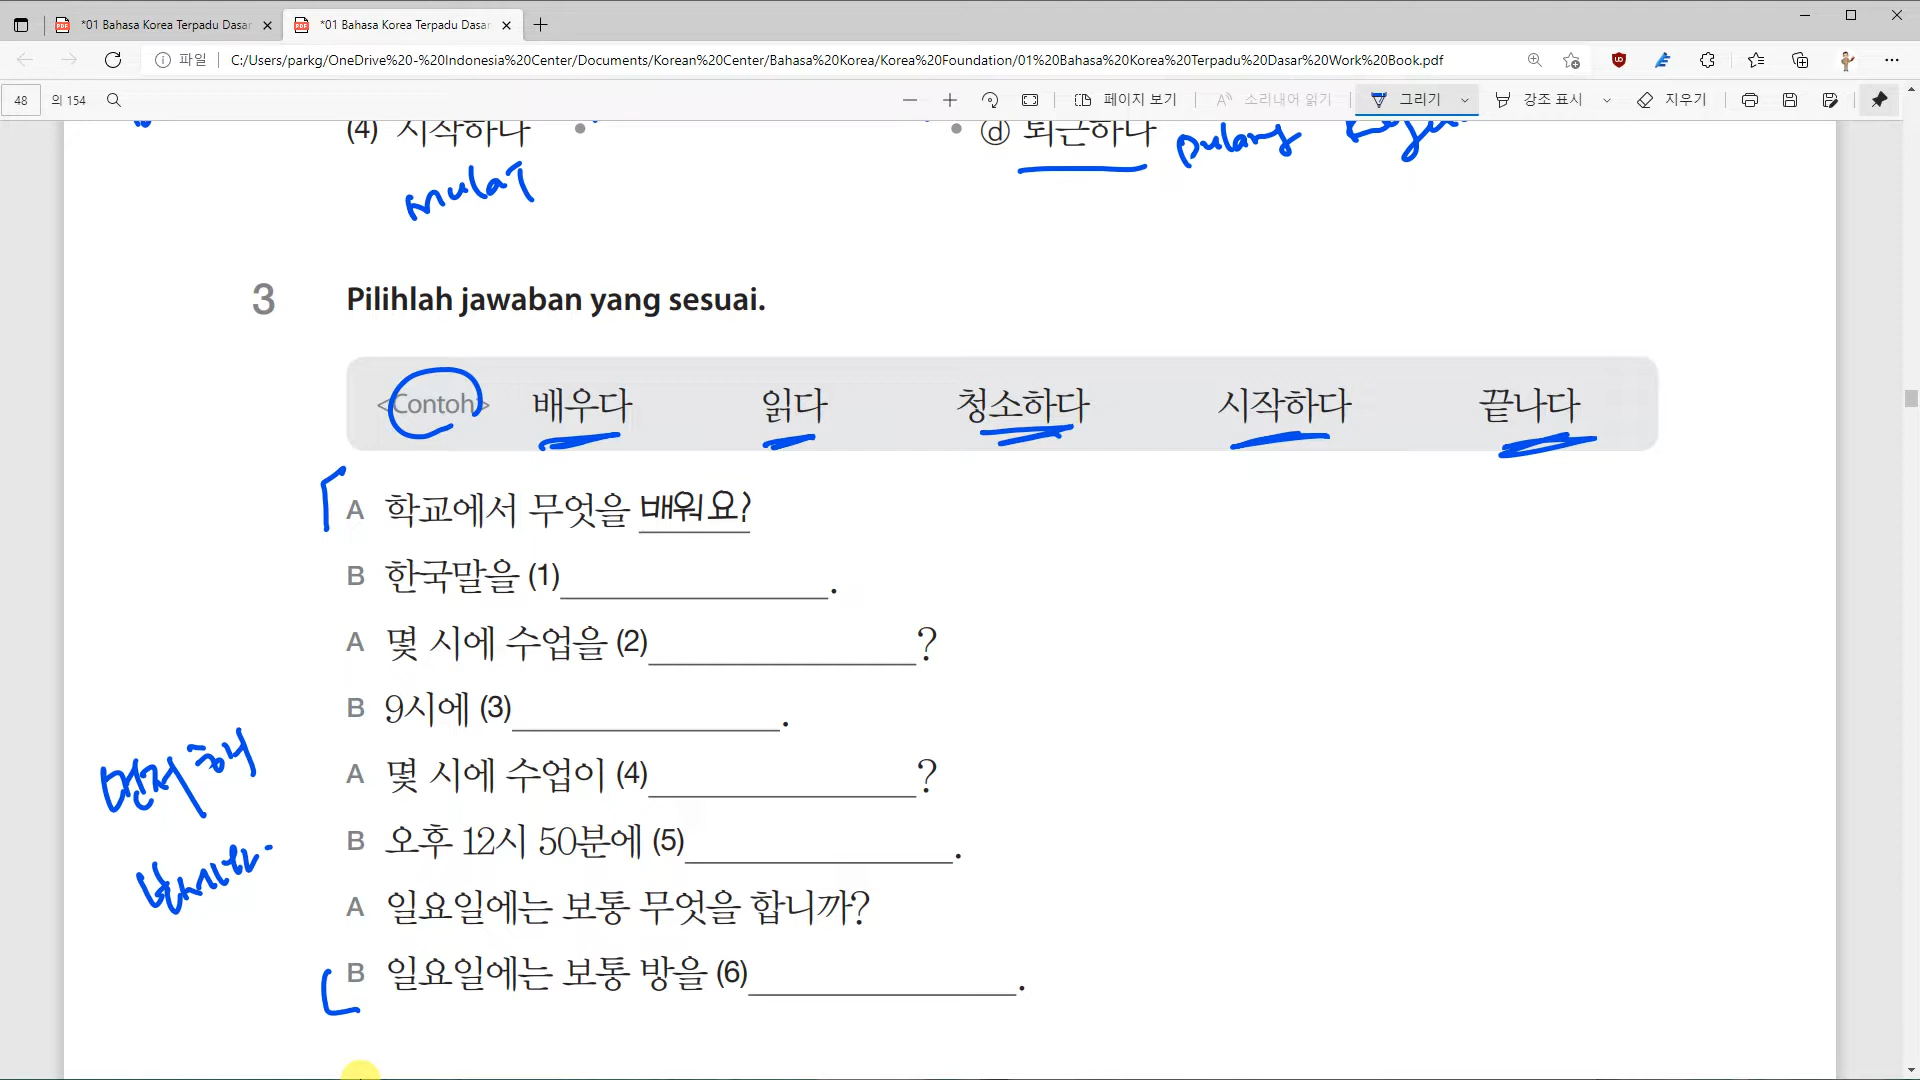 *01 Bahasa Korea Terpadu Dasar
*01 Bahasa Korea Terpadu Dasar
파일 C:/Users/parkg/OneDrive%20-%20Indonesia%20Center/Documents/Korean%20Center/Bahasa%20Korea/Korea%20Foundation/01%20Bahasa%20Korea%20Terpadu%20Dasar%20Work%20Book.pdf
48 의 154 페이지 보기 소리내어 읽기 그리기 강조 표시 지우기
(4) 시작하다 ⓓ 퇴근하다 pulang
mulai
3 Pilihlah jawaban yang sesuai.
<Contoh> 배우다 읽다 청소하다 시작하다 끝나다
A 학교에서 무엇을 배워요?
B 한국말을 (1)____________.
A 몇 시에 수업을 (2)____________?
B 9시에 (3)____________.
A 몇 시에 수업이 (4)____________?
B 오후 12시 50분에 (5)____________.
A 일요일에는 보통 무엇을 합니까?
B 일요일에는 보통 방을 (6)____________.